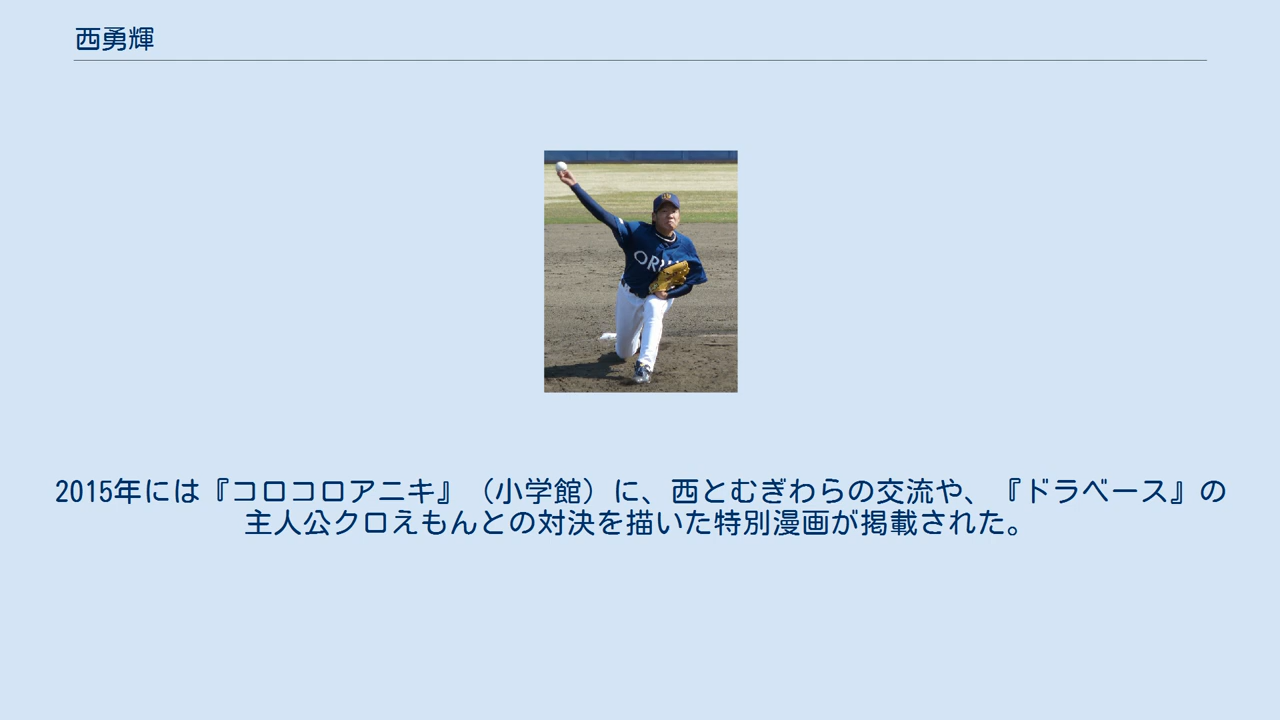 西勇輝
ORI
2015年には『コロコロアニキ』（小学館）に、西とむぎわらの交流や、『ドラベース』の
主人公クロえもんとの対決を描いた特別漫画が掲載された。